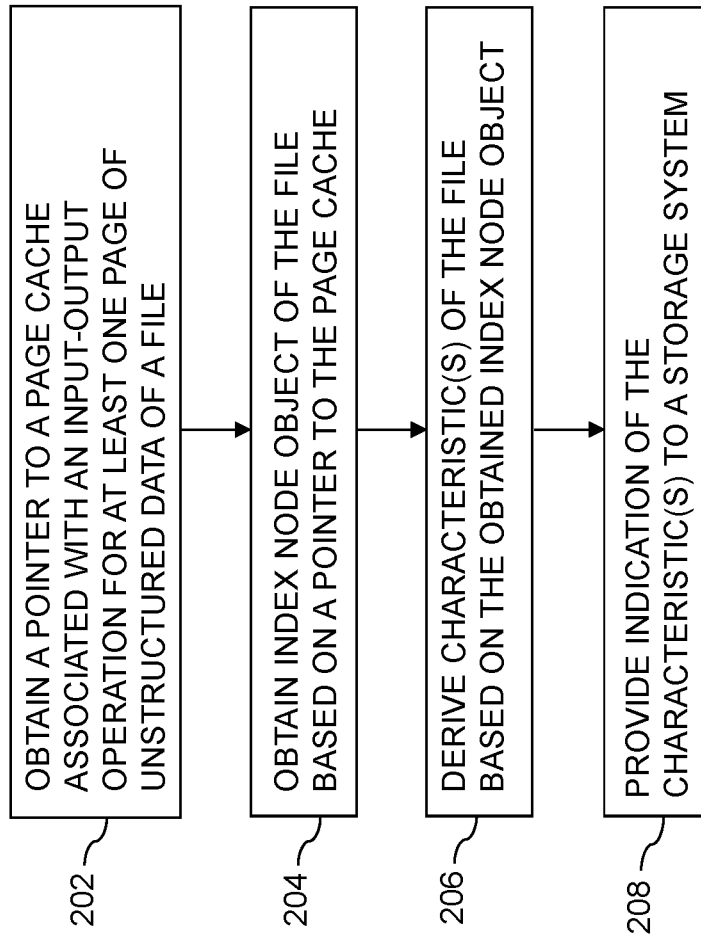 202
OBTAIN A POINTER TO A PAGE CACHE
ASSOCIATED WITH AN INPUT-OUTPUT
OPERATION FOR AT LEAST ONE PAGE OF
UNSTRUCTURED DATA OF A FILE
204
OBTAIN INDEX NODE OBJECT OF THE FILE
BASED ON A POINTER TO THE PAGE CACHE
206
DERIVE CHARACTERISTIC(S) OF THE FILE
BASED ON THE OBTAINED INDEX NODE OBJECT
208
PROVIDE INDICATION OF THE
CHARACTERISTIC(S) TO A STORAGE SYSTEM